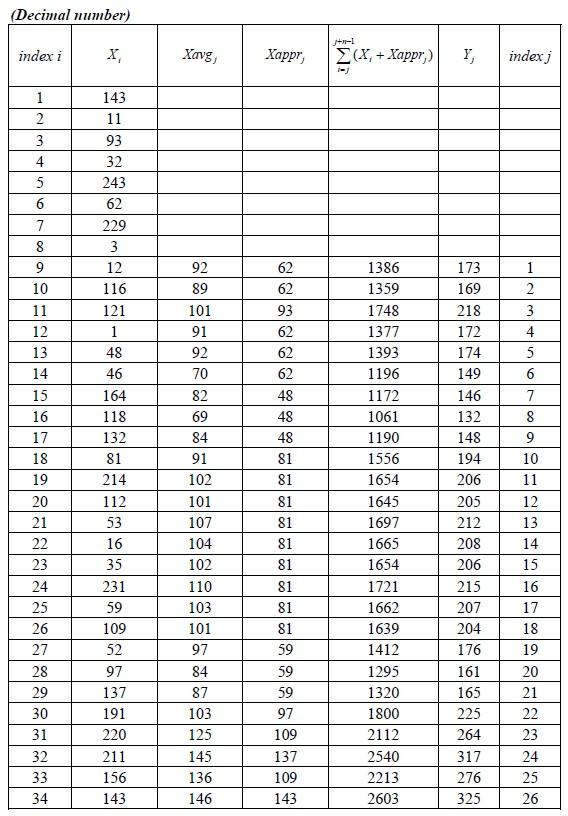 (Decimal number)
index i X_i Xavg_j Xappr_j \sum_{i=j}^{j+n-1}(X_i + Xappr_j) Y_j index j
1 143
2 11
3 93
4 32
5 243
6 62
7 229
8 3
9 12 92 62 1386 173 1
10 116 89 62 1359 169 2
11 121 101 93 1748 218 3
12 1 91 62 1377 172 4
13 48 92 62 1393 174 5
14 46 70 62 1196 149 6
15 164 82 48 1172 146 7
16 118 69 48 1061 132 8
17 132 84 48 1190 148 9
18 81 91 81 1556 194 10
19 214 102 81 1654 206 11
20 112 101 81 1645 205 12
21 53 107 81 1697 212 13
22 16 104 81 1665 208 14
23 35 102 81 1654 206 15
24 231 110 81 1721 215 16
25 59 103 81 1662 207 17
26 109 101 81 1639 204 18
27 52 97 59 1412 176 19
28 97 84 59 1295 161 20
29 137 87 59 1320 165 21
30 191 103 97 1800 225 22
31 220 125 109 2112 264 23
32 211 145 137 2540 317 24
33 156 136 109 2213 276 25
34 143 146 143 2603 325 26